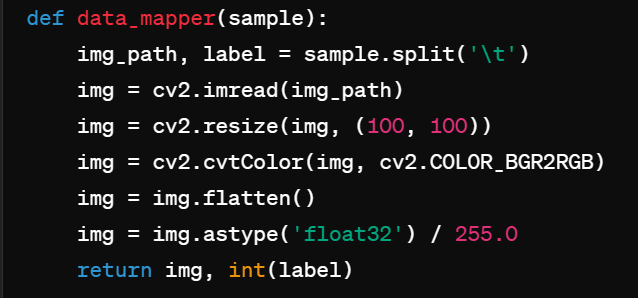 def data_mapper(sample):
    img_path, label = sample.split('\t')
    img = cv2.imread(img_path)
    img = cv2.resize(img, (100, 100))
    img = cv2.cvtColor(img, cv2.COLOR_BGR2RGB)
    img = img.flatten()
    img = img.astype('float32') / 255.0
    return img, int(label)